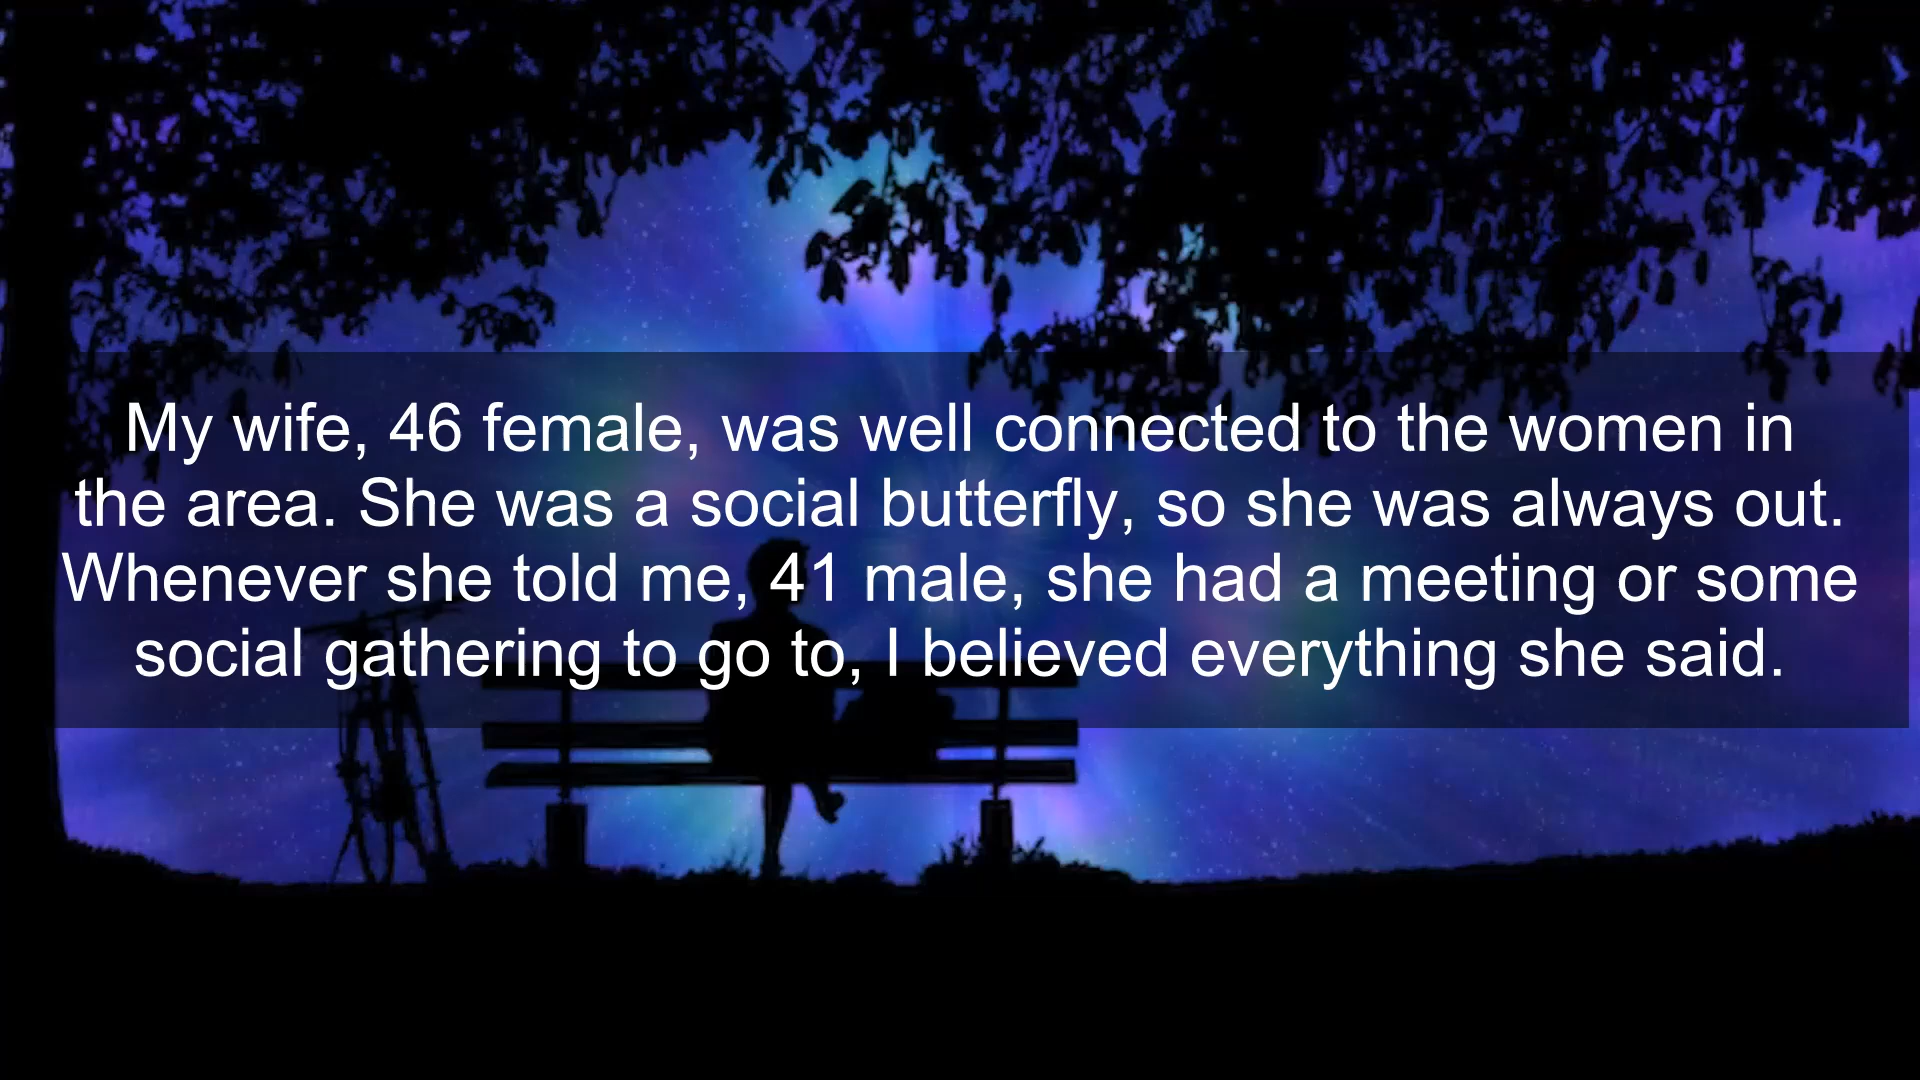 My wife, 46 female, was well connected to the women in
the area. She was a social butterfly, so she was always out.
Whenever she told me, 41 male, she had a meeting or some
social gathering to go to, I believed everything she said.